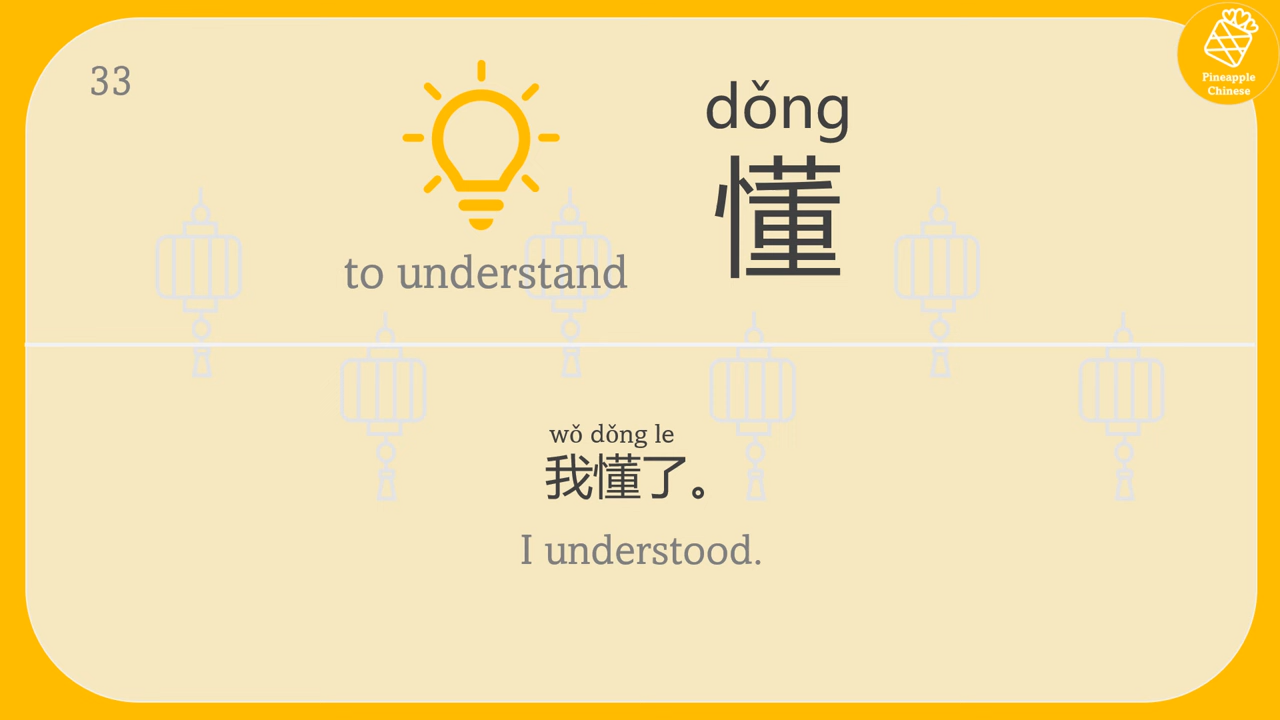 33
Pineapple
Chinese
dǒng
懂
to understand
wǒ dǒng le
我懂了。
I understood.